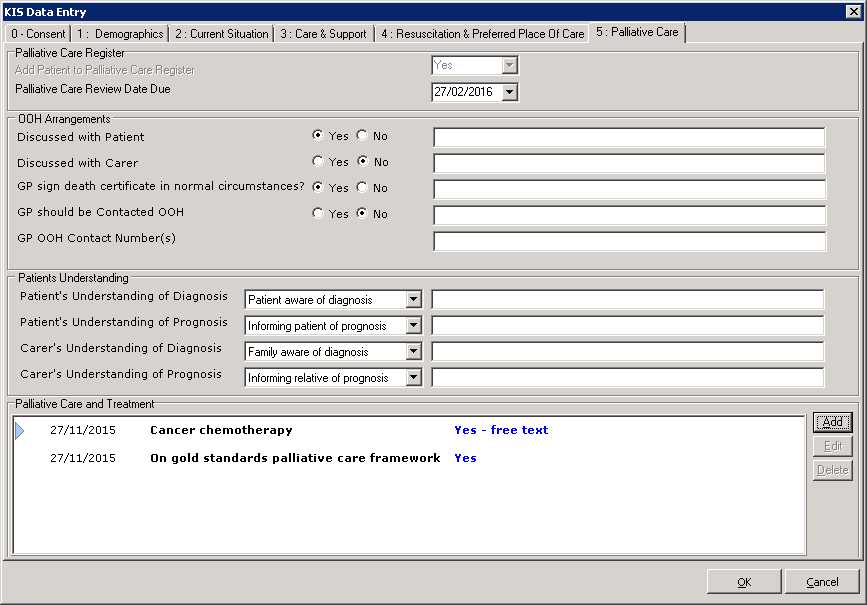 KIS Data Entry
0 - Consent 1 : Demographics 2 : Current Situation 3 : Care & Support 4 : Resuscitation & Preferred Place Of Care 5 : Palliative Care
Palliative Care Register
Add Patient to Palliative Care Register Yes
Palliative Care Review Date Due 27/02/2016
OOH Arrangements
Discussed with Patient Yes No
Discussed with Carer Yes No
GP sign death certificate in normal circumstances? Yes No
GP should be Contacted OOH Yes No
GP OOH Contact Number(s)
Patients Understanding
Patient's Understanding of Diagnosis Patient aware of diagnosis
Patient's Understanding of Prognosis Informing patient of prognosis
Carer's Understanding of Diagnosis Family aware of diagnosis
Carer's Understanding of Prognosis Informing relative of prognosis
Palliative Care and Treatment
27/11/2015 Cancer chemotherapy Yes - free text Add
Edit
27/11/2015 On gold standards palliative care framework Yes
Delete
OK Cancel